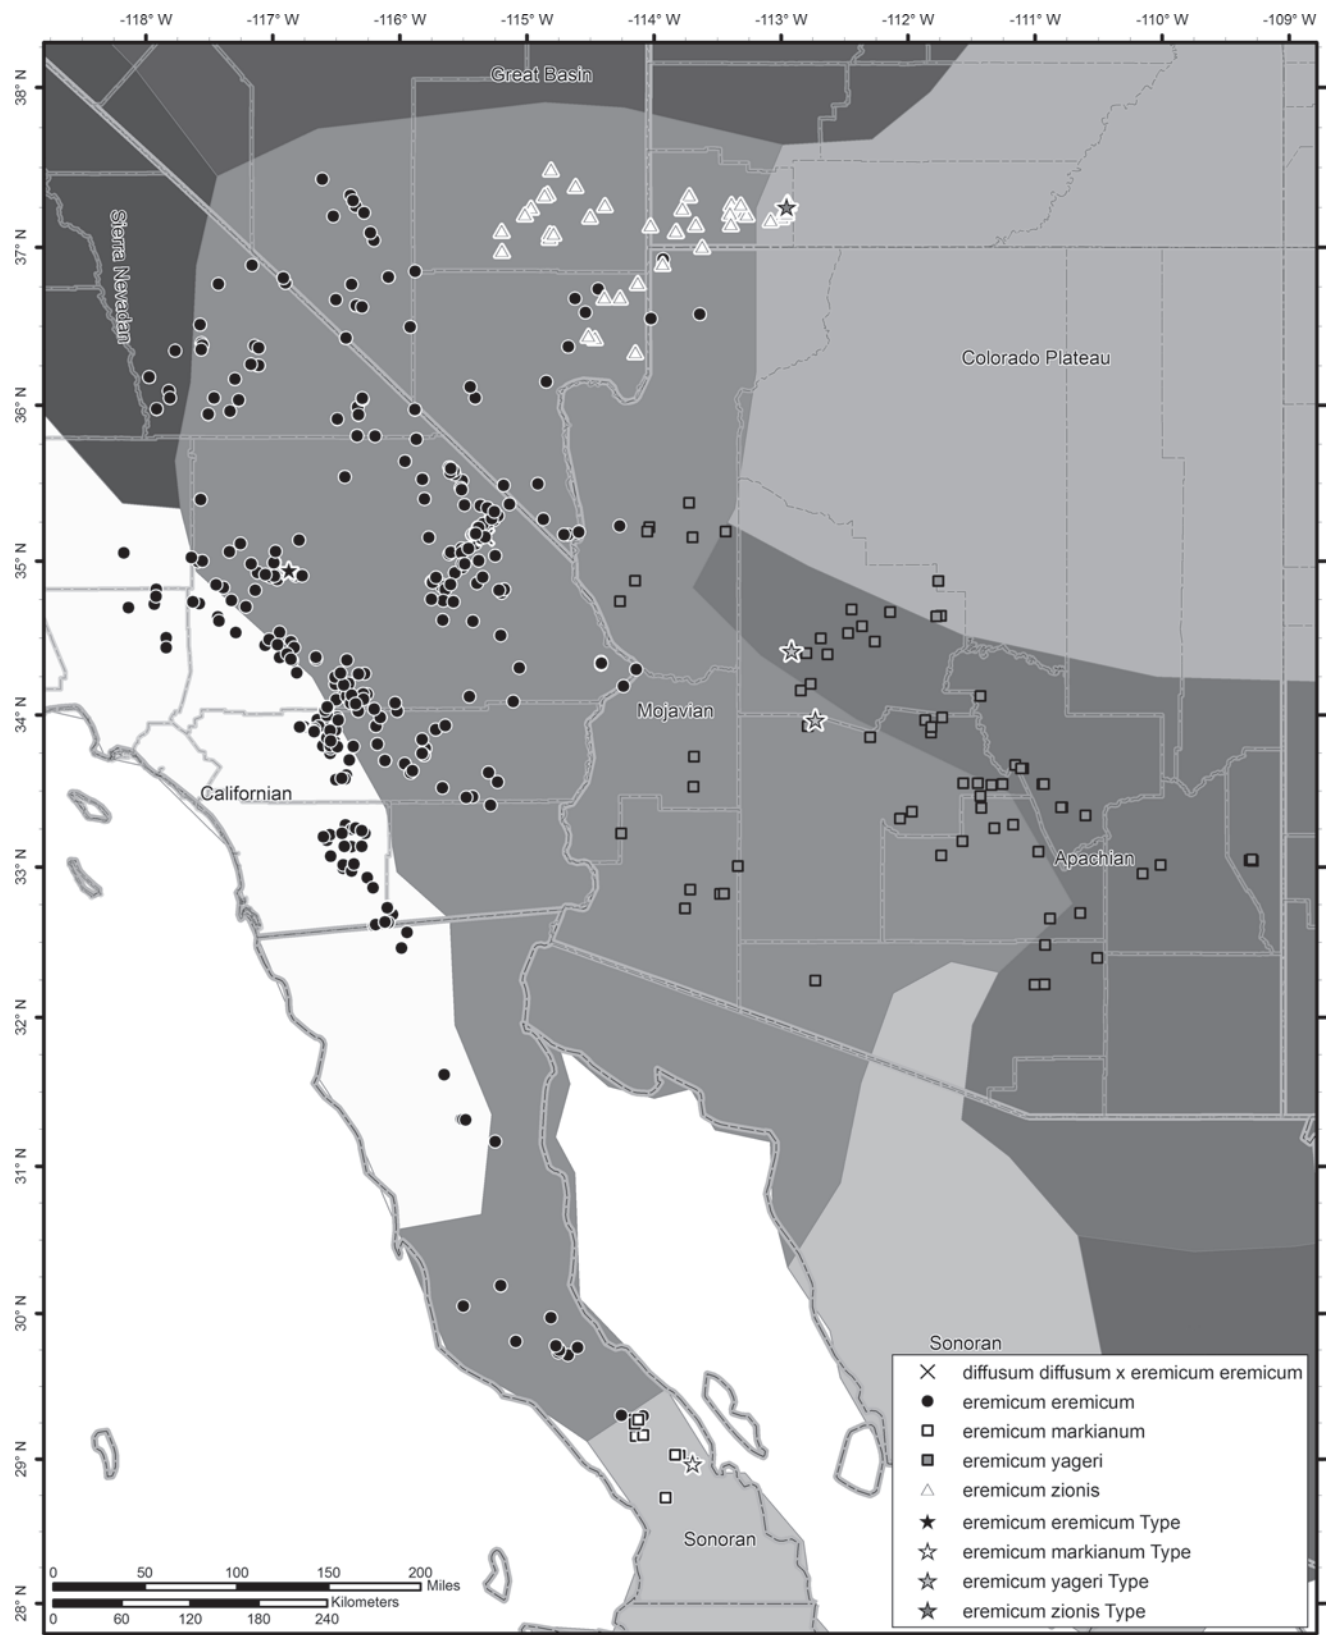 -118° W -117° W -116° W -115° W -114° W -113° W -112° W -111° W -110° W -109° W
38° N
Great Basin
Sierra Nevadan
37° N
Colorado Plateau
36° N
35° N
34° N
Mojavian
Californian
33° N
Apachian
32° N
31° N
30° N
Sonoran
diffusum diffusum x eremicum eremicum
eremicum eremicum
eremicum markianum
eremicum yageri
eremicum zionis
eremicum eremicum Type
eremicum markianum Type
eremicum yageri Type
eremicum zionis Type
29° N
Sonoran
0 50 100 150 200
Miles
Kilometers
0 60 120 180 240
28° N